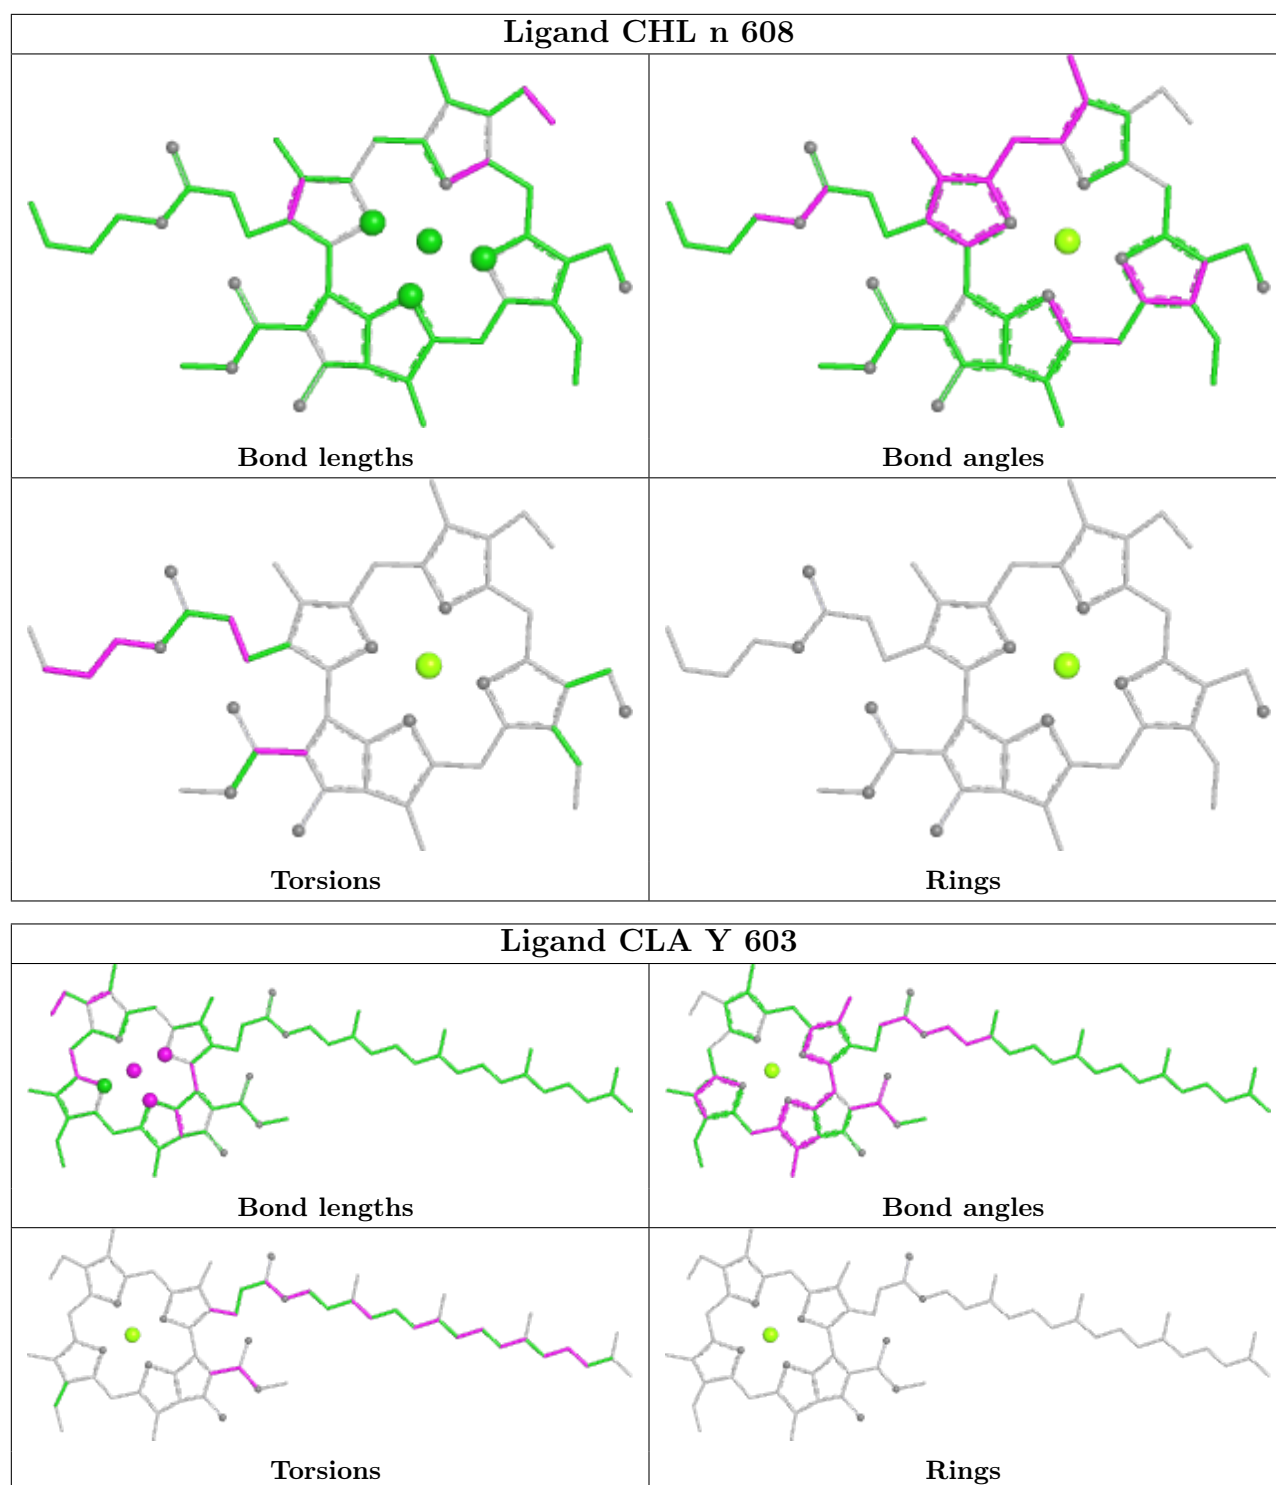 Ligand CHL n 608
Bond lengths
Bond angles
Torsions
Rings
Ligand CLA Y 603
Bond lengths
Bond angles
Torsions
Rings